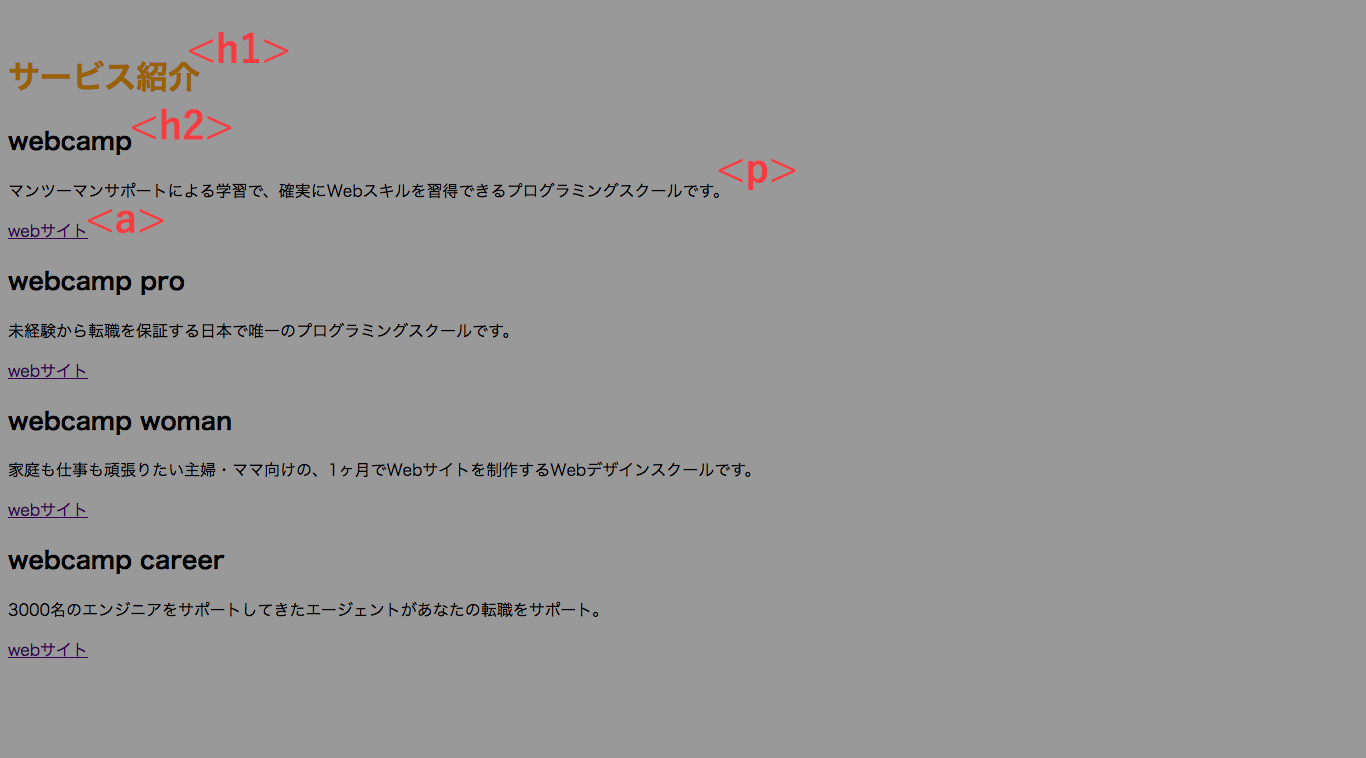 サービス紹介<h1>
webcamp<h2>
マンツーマンサポートによる学習で、確実にWebスキルを習得できるプログラミングスクールです。<p>
webサイト<a>
webcamp pro
未経験から転職を保証する日本で唯一のプログラミングスクールです。
webサイト
webcamp woman
家庭も仕事も頑張りたい主婦・ママ向けの、1ヶ月でWebサイトを制作するWebデザインスクールです。
webサイト
webcamp career
3000名のエンジニアをサポートしてきたエージェントがあなたの転職をサポート。
webサイト